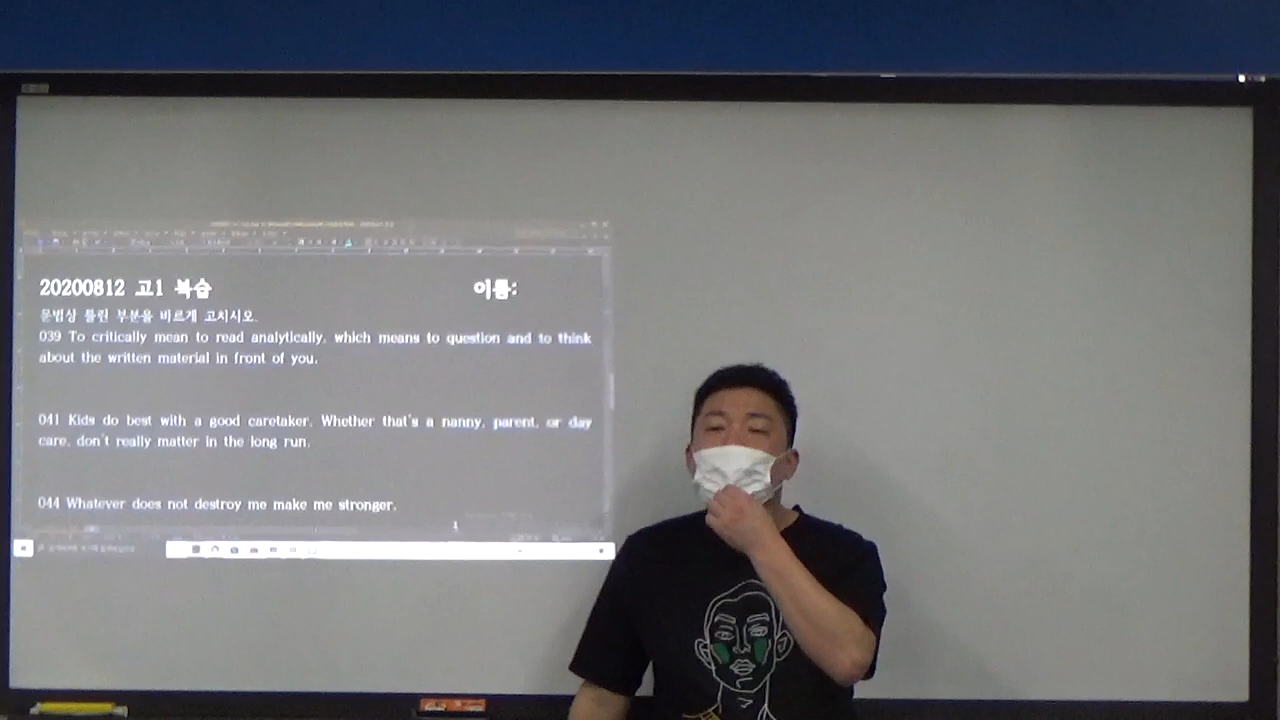 20200812 고1 복습 이름:
문법상 틀린 부분을 바르게 고치시오.
039 To critically mean to read analytically, which means to question and to think
about the written material in front of you.
041 Kids do best with a good caretaker. Whether that's a nanny, parent, or day
care, don't really matter in the long run.
044 Whatever does not destroy me make me stronger.